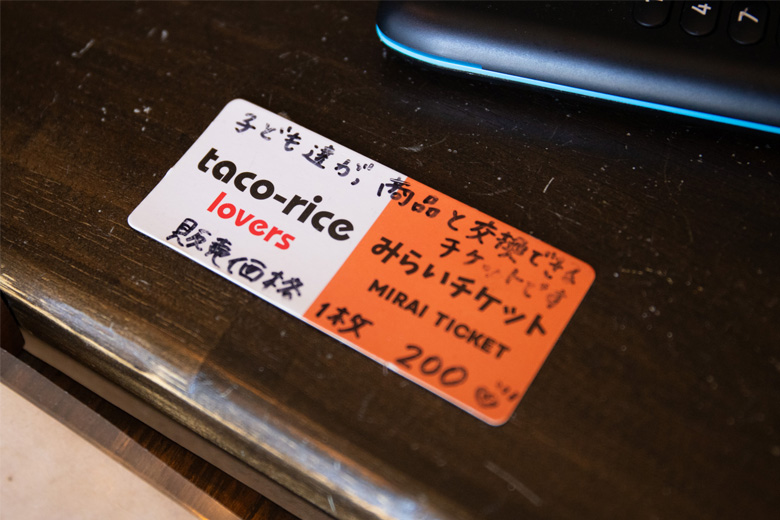 子ども達が、商品と交換できる
チケットです
taco-rice
lovers
みらいチケット
MIRAI TICKET
販売価格
1枚
200
4
7